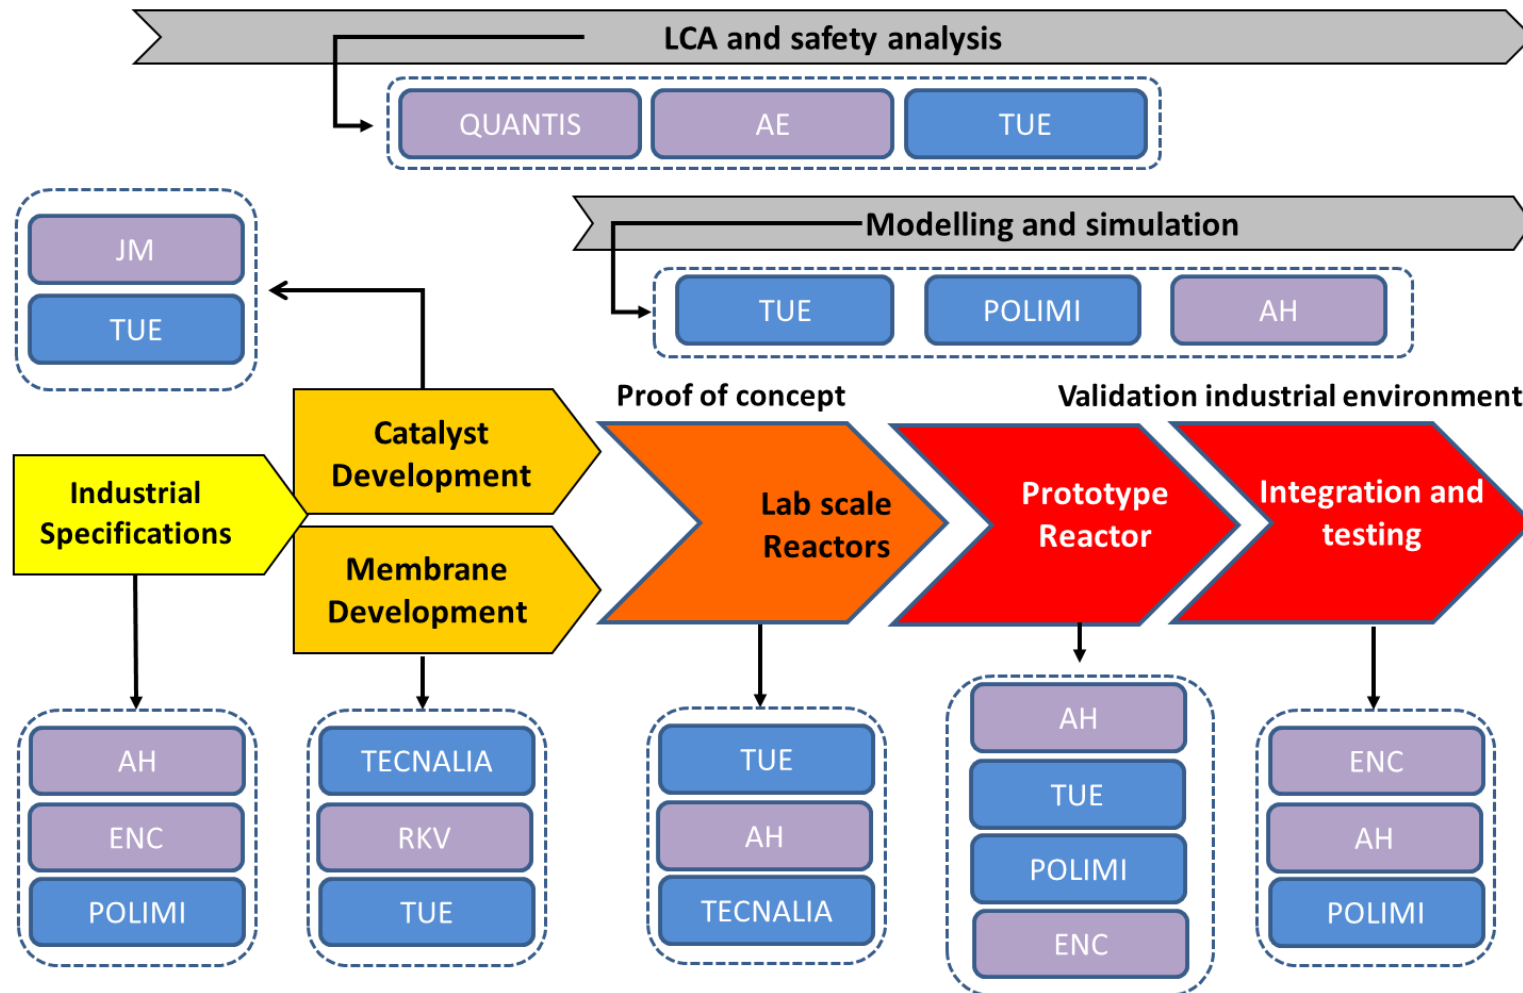 LCA and safety analysis
QUANTIS
AE
TUE
JM
TUE
Modelling and simulation
TUE
POLIMI
AH
Proof of concept
Validation industrial environment
Industrial
Specifications
Catalyst
Development
Membrane
Development
Lab scale
Reactors
Prototype
Reactor
Integration and
testing
AH
ENC
POLIMI
TECNALIA
RKV
TUE
TUE
AH
TECNALIA
AH
TUE
POLIMI
ENC
ENC
AH
POLIMI